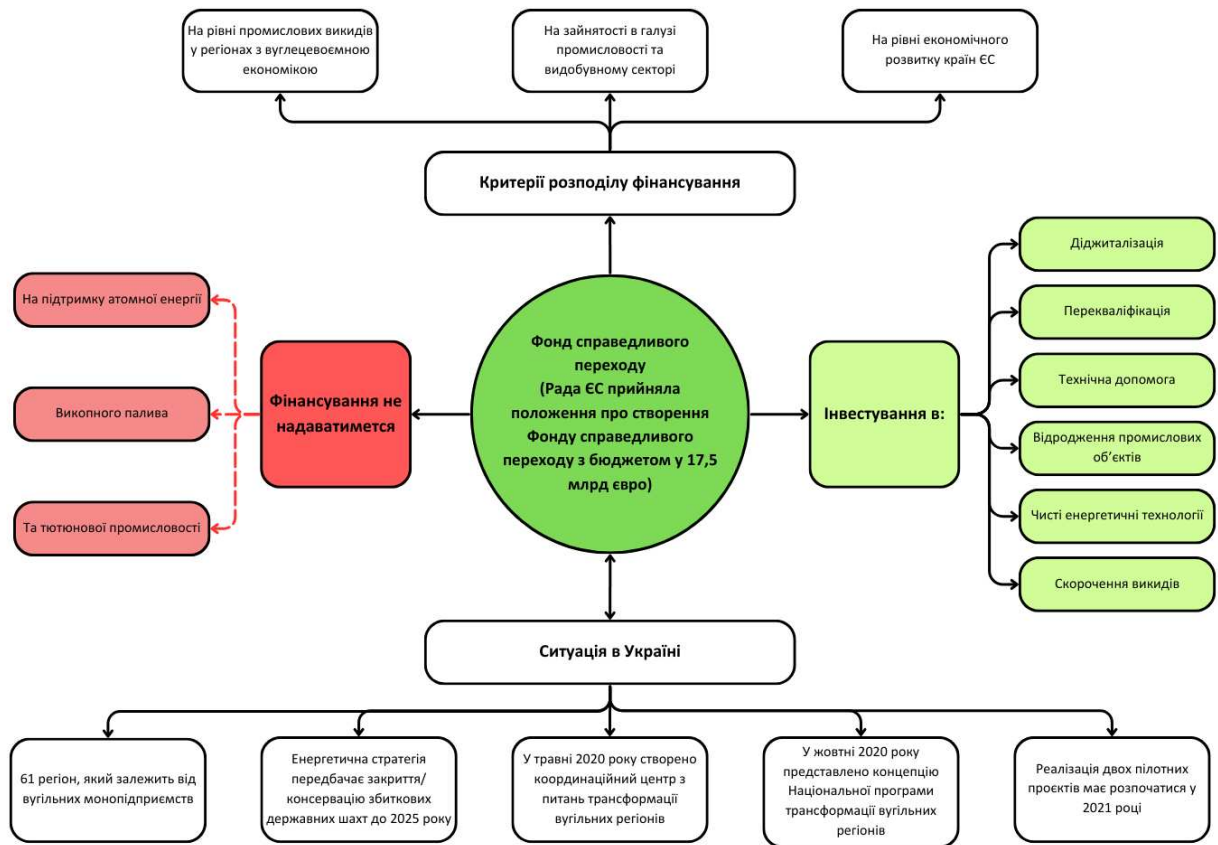 На рівні промислових викидів
у регіонах з вуглецевоємною
економікою
На зайнятості в галузі
промисловості та
видобувному секторі
На рівні економічного
розвитку країн ЄС
Критерії розподілу фінансування
На підтримку атомної енергії
Викопного палива
Та тютюнової промисловості
Фінансування не
надаватимется
Фонд справедливого
переходу
(Рада ЄС прийняла
положення про створення
Фонду справедливого
переходу з бюджетом у 17,5
млрд євро)
Інвестування в:
Діджиталізація
Перекваліфікація
Технічна допомога
Відродження промислових
об’єктів
Чисті енергетичні технології
Скорочення викидів
Ситуація в Україні
61 регіон, який залежить від
вугільних монопідприємств
Енергетична стратегія
передбачає закриття/
консервацію збиткових
державних шахт до 2025 року
У травні 2020 року створено
координаційний центр з
питань трансформації
вугільних регіонів
У жовтні 2020 року
представлено концепцію
Національної програми
трансформації вугільних
регіонів
Реалізація двох пілотних
проєктів має розпочатися у
2021 році